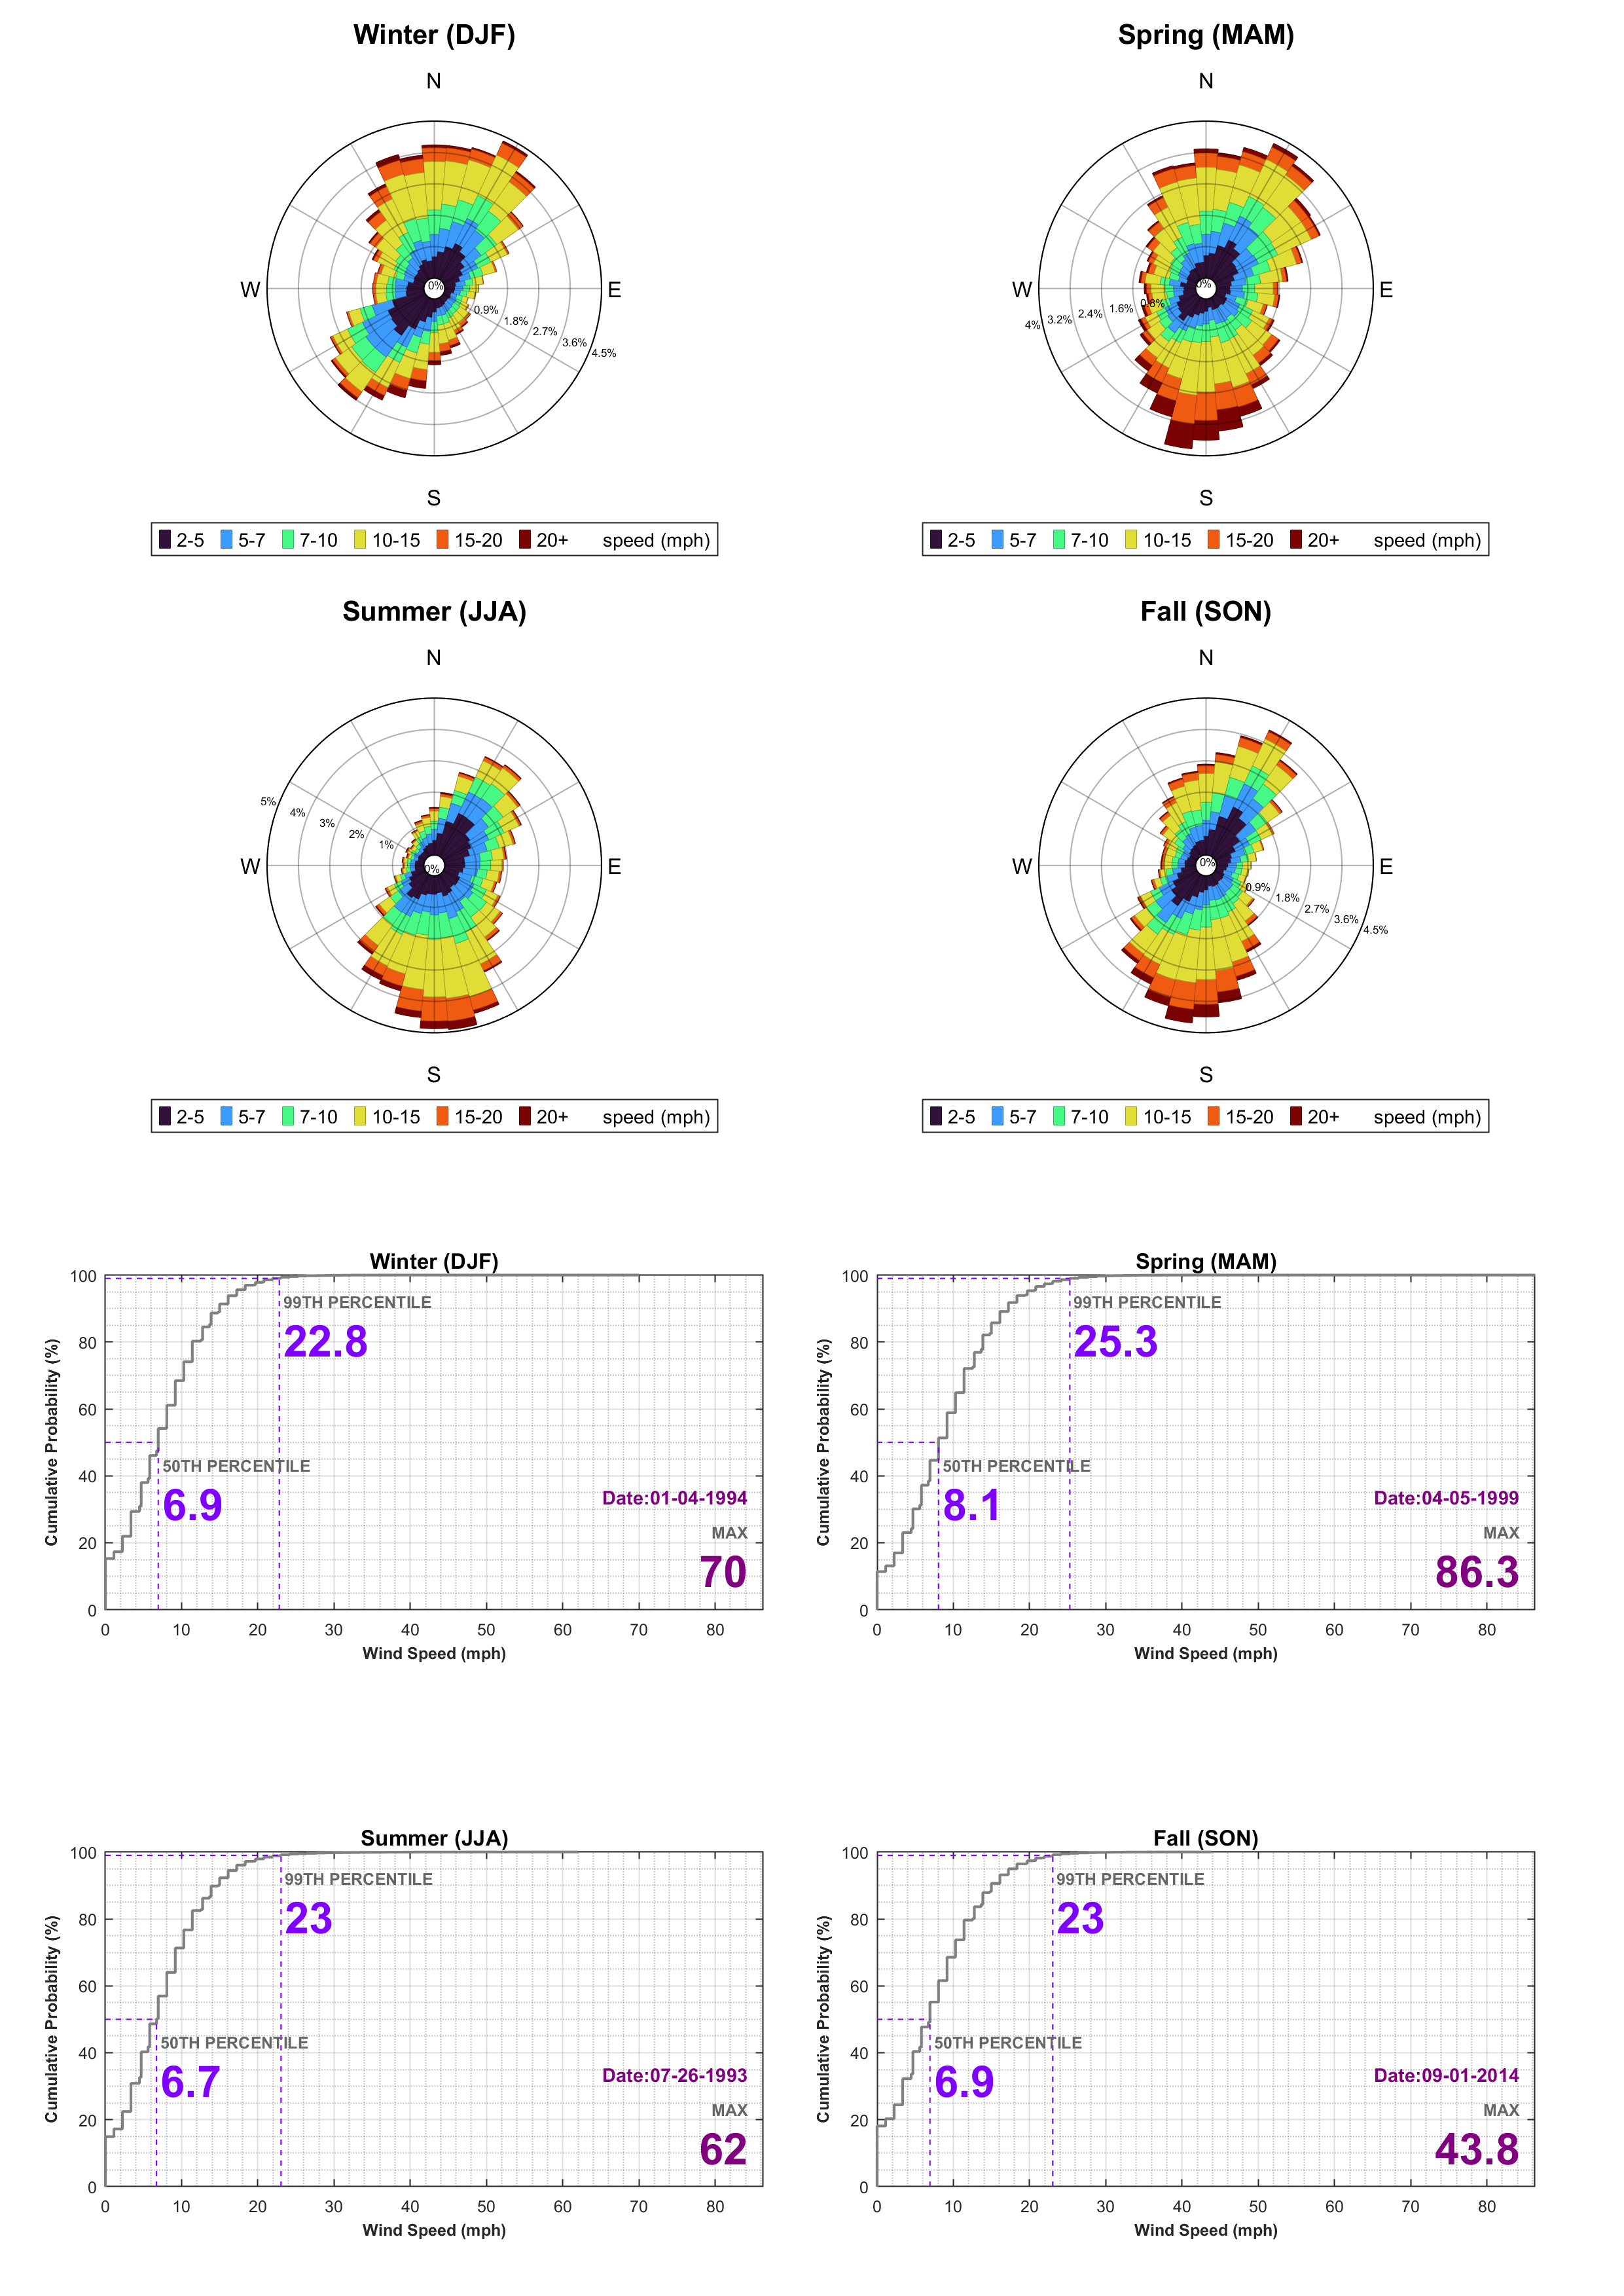 Winter (DJF)
N
W
E
0%
0.9%
1.8%
2.7%
3.6%
4.5%
S
2-5 5-7 7-10 10-15 15-20 20+ speed (mph)
Spring (MAM)
N
W
E
0%
0.8%
1.6%
2.4%
3.2%
4%
S
2-5 5-7 7-10 10-15 15-20 20+ speed (mph)
Summer (JJA)
N
5%
4%
3%
2%
1%
0%
W
E
S
2-5 5-7 7-10 10-15 15-20 20+ speed (mph)
Fall (SON)
N
W
E
0%
0.9%
1.8%
2.7%
3.6%
4.5%
S
2-5 5-7 7-10 10-15 15-20 20+ speed (mph)
Winter (DJF)
Cumulative Probability (%)
100
80
60
40
20
0
99TH PERCENTILE
22.8
50TH PERCENTILE
6.9
Date:01-04-1994
MAX
70
0 10 20 30 40 50 60 70 80
Wind Speed (mph)
Spring (MAM)
Cumulative Probability (%)
100
80
60
40
20
0
99TH PERCENTILE
25.3
50TH PERCENTILE
8.1
Date:04-05-1999
MAX
86.3
0 10 20 30 40 50 60 70 80
Wind Speed (mph)
Summer (JJA)
Cumulative Probability (%)
100
80
60
40
20
0
99TH PERCENTILE
23
50TH PERCENTILE
6.7
Date:07-26-1993
MAX
62
0 10 20 30 40 50 60 70 80
Wind Speed (mph)
Fall (SON)
Cumulative Probability (%)
100
80
60
40
20
0
99TH PERCENTILE
23
50TH PERCENTILE
6.9
Date:09-01-2014
MAX
43.8
0 10 20 30 40 50 60 70 80
Wind Speed (mph)